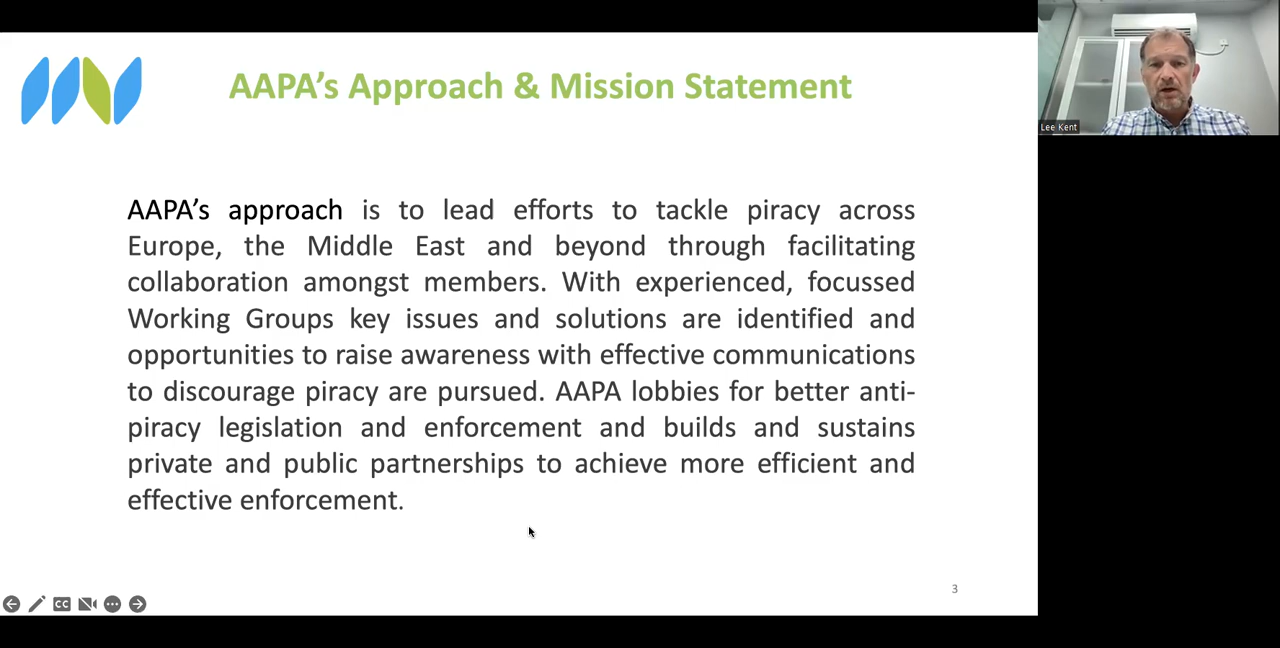 AAPA's Approach & Mission Statement
AAPA's approach is to lead efforts to tackle piracy across
Europe, the Middle East and beyond through facilitating
collaboration amongst members. With experienced, focussed
Working Groups key issues and solutions are identified and
opportunities to raise awareness with effective communications
to discourage piracy are pursued. AAPA lobbies for better anti-
piracy legislation and enforcement and builds and sustains
private and public partnerships to achieve more efficient and
effective enforcement.
3
CC
Lee Kent